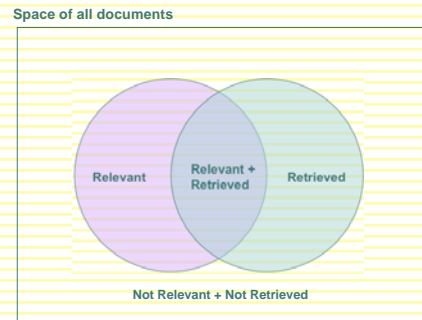 Space of all documents
Relevant
Relevant +
Retrieved
Retrieved
Not Relevant + Not Retrieved